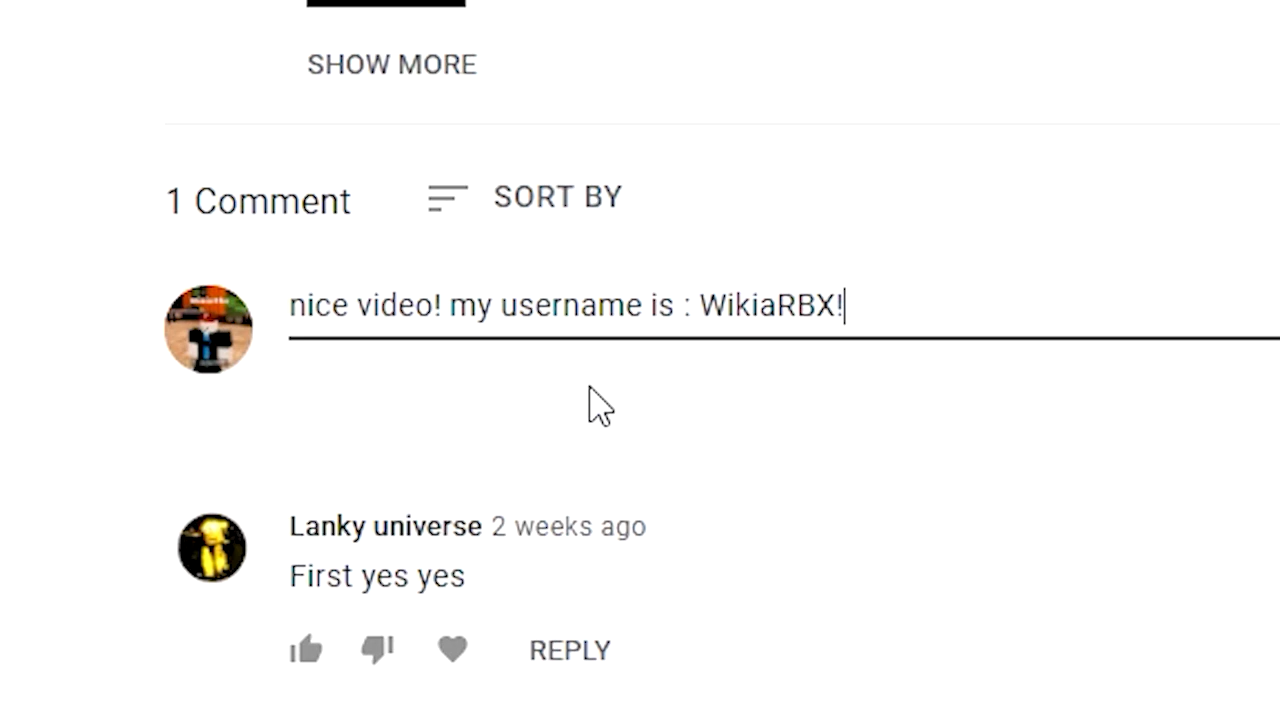 SHOW MORE
1 Comment
SORT BY
nice video! my username is : WikiaRBX!
Lanky universe 2 weeks ago
First yes yes
REPLY